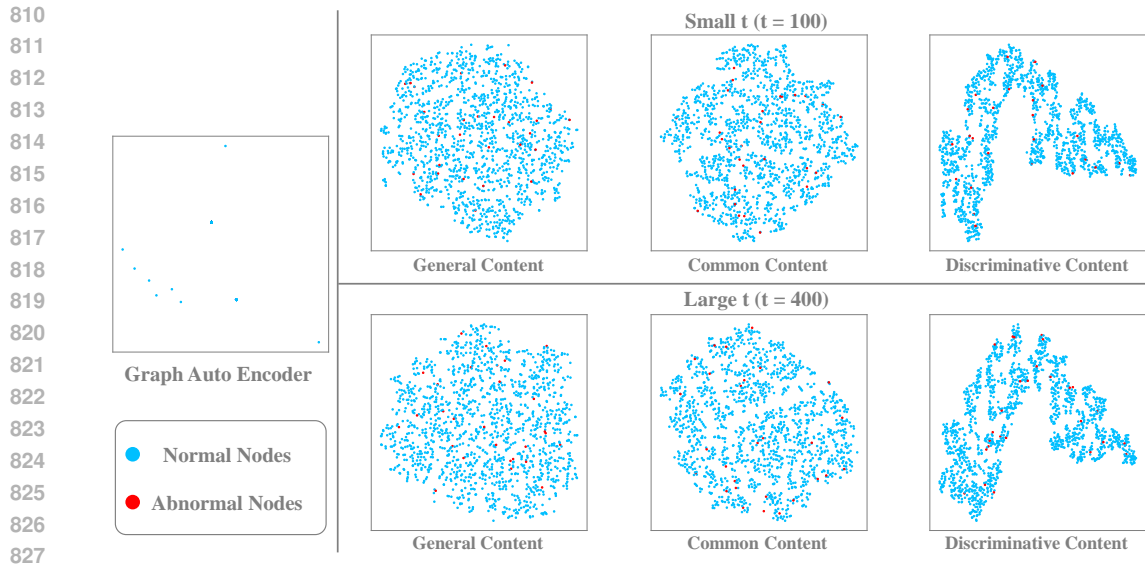 810
811
812
813
814
815
816
817
818
819
820
821
822
823
824
825
826
827
Small t (t = 100)
General Content
Common Content
Discriminative Content
Large t (t = 400)
Graph Auto Encoder
Normal Nodes
Abnormal Nodes
General Content
Common Content
Discriminative Content